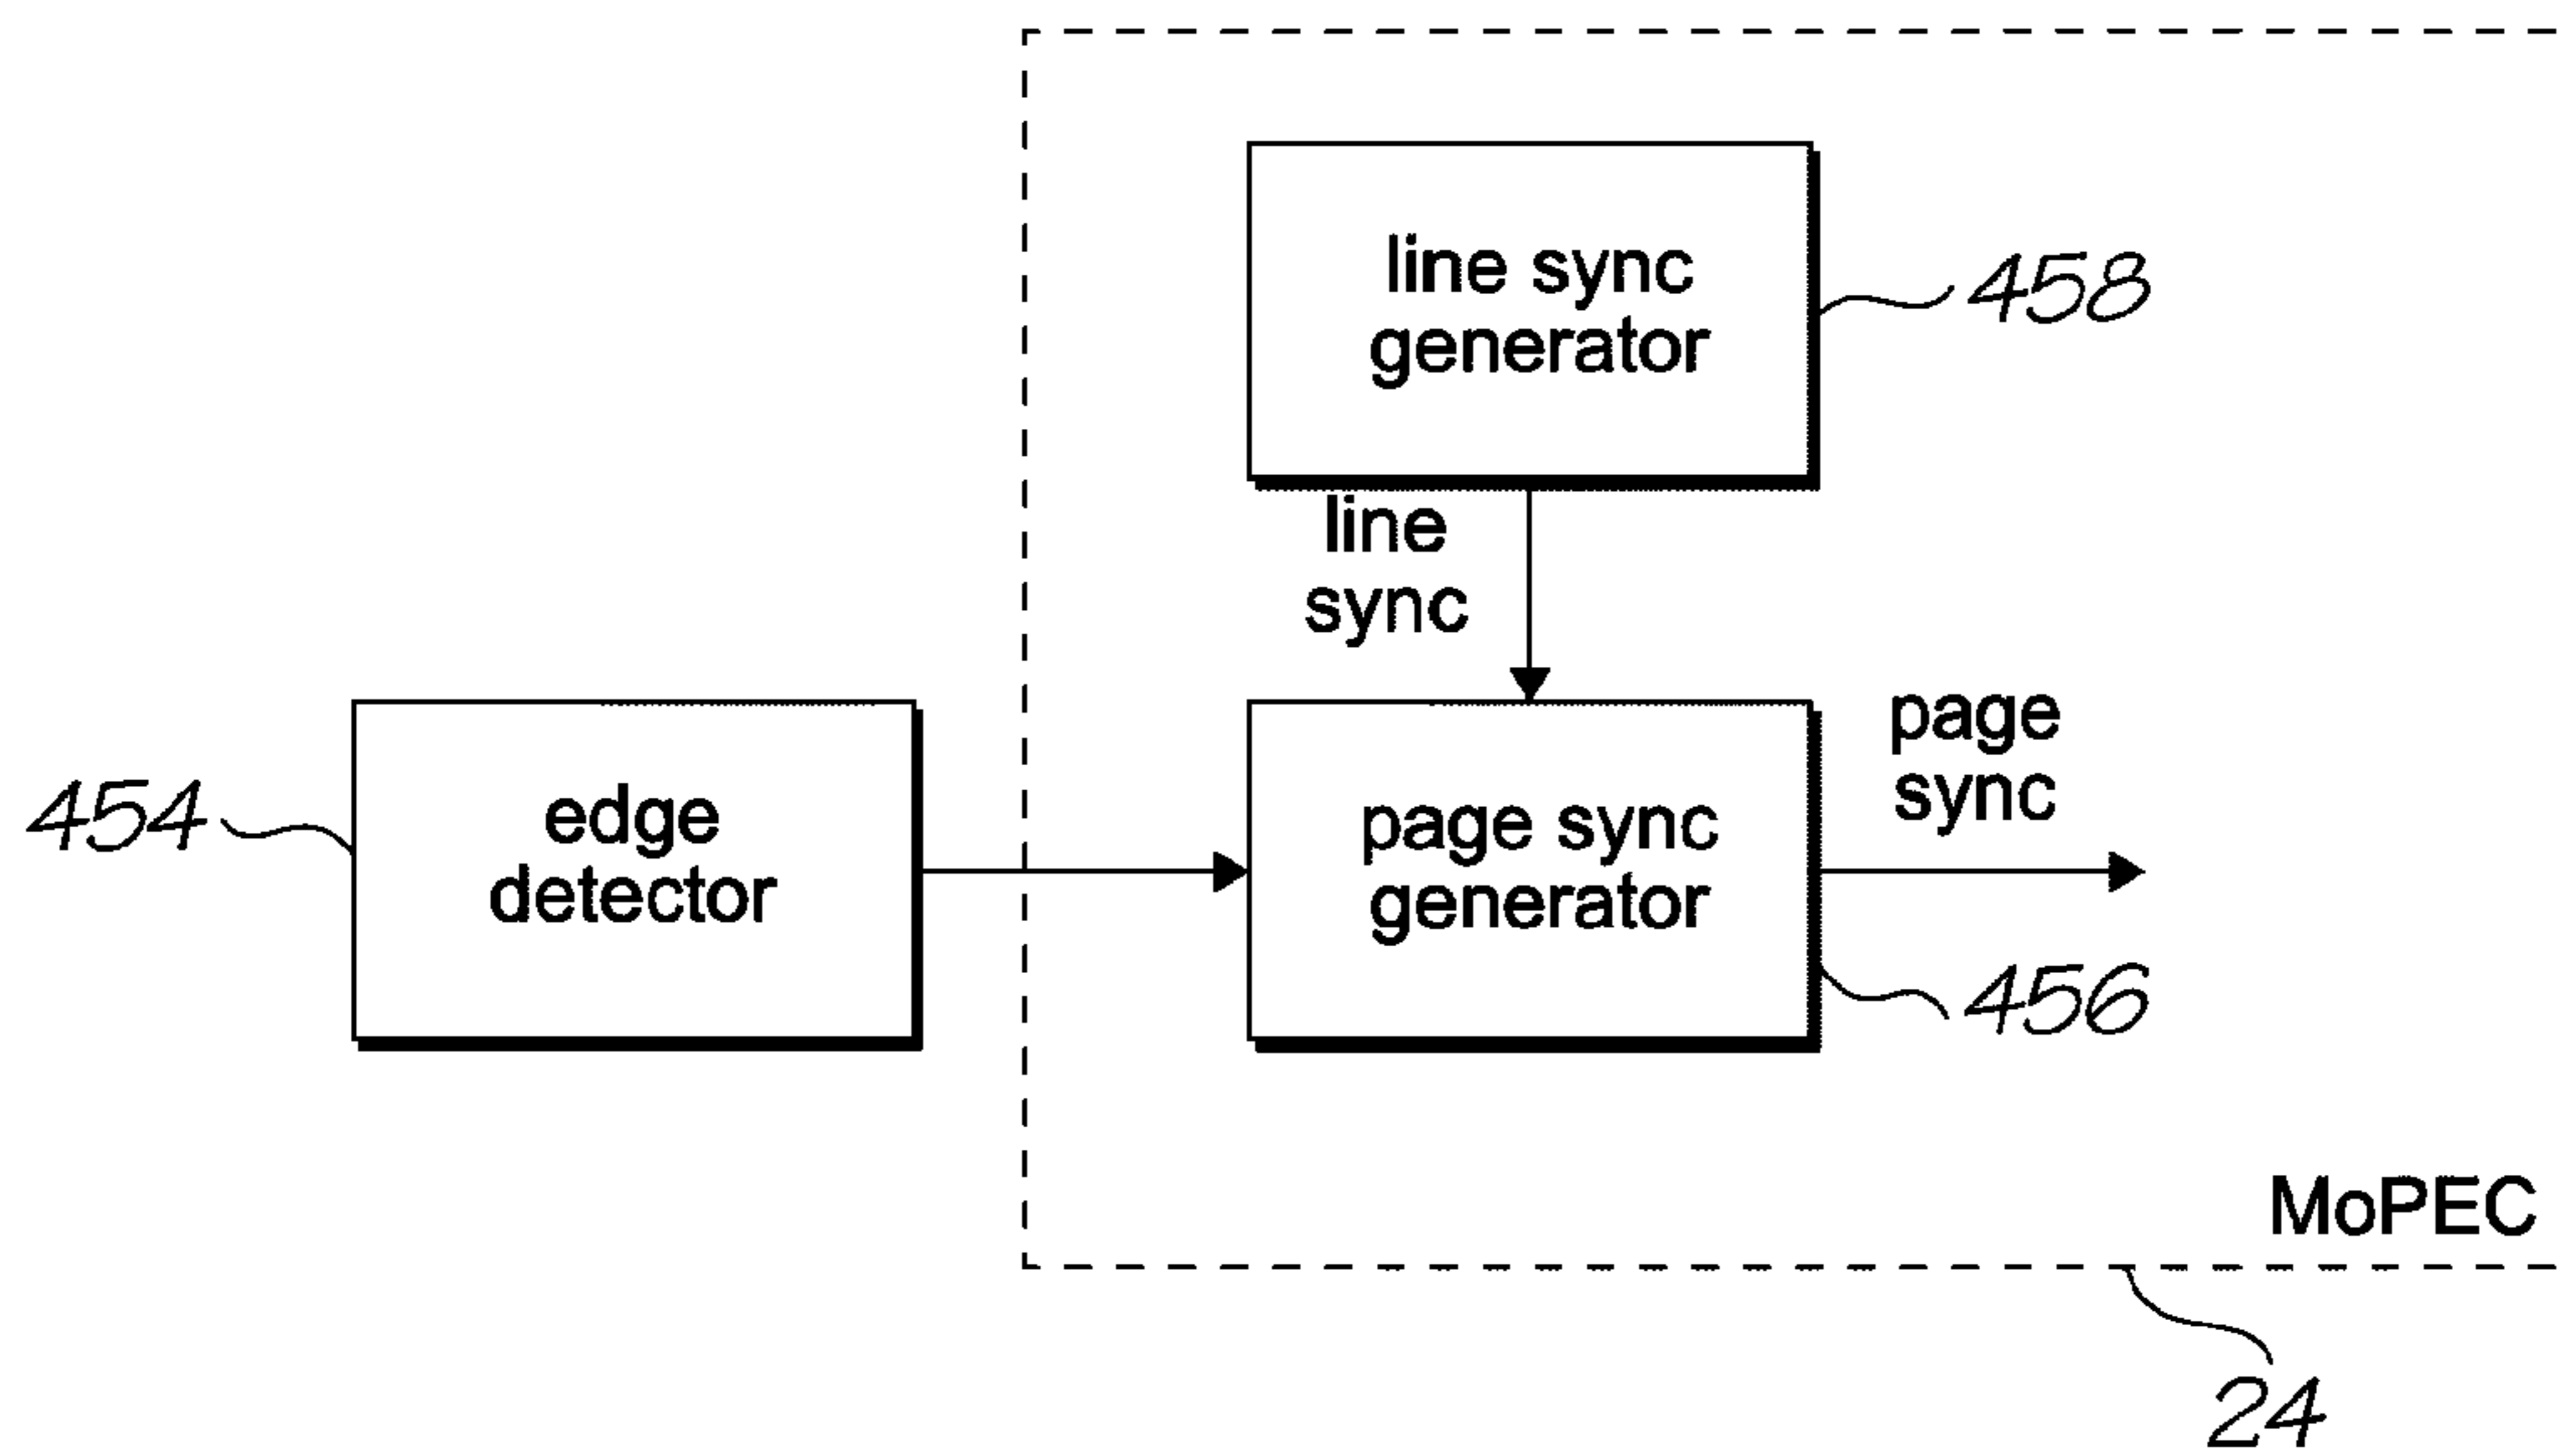 line sync
generator
458
line
sync
page
sync
454
edge
detector
page sync
generator
456
MoPEC
24